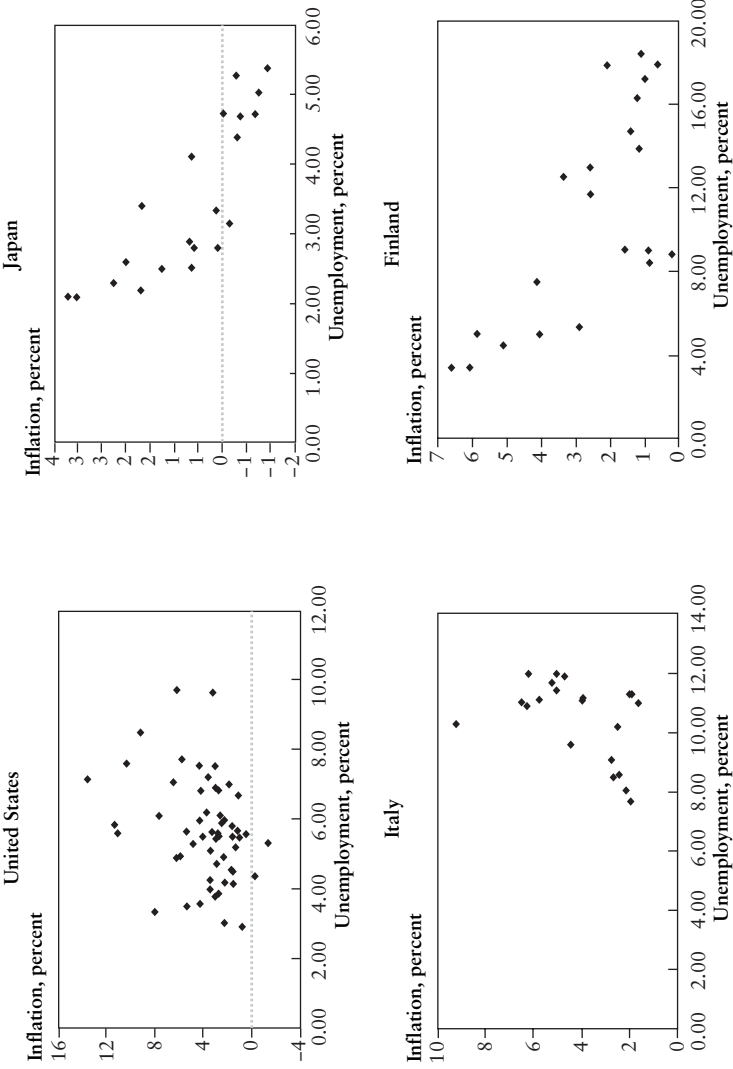 United States
Inflation, percent
16
12
8
4
0
−4
0.00 2.00 4.00 6.00 8.00 10.00 12.00
Unemployment, percent
Japan
Inflation, percent
4
3
3
2
2
1
1
0
−1
−1
−2
0.00 1.00 2.00 3.00 4.00 5.00 6.00
Unemployment, percent
Italy
Inflation, percent
10
8
6
4
2
0
0.00 2.00 4.00 6.00 8.00 10.00 12.00 14.00
Unemployment, percent
Finland
Inflation, percent
7
6
5
4
3
2
1
0
0.00 4.00 8.00 12.00 16.00 20.00
Unemployment, percent